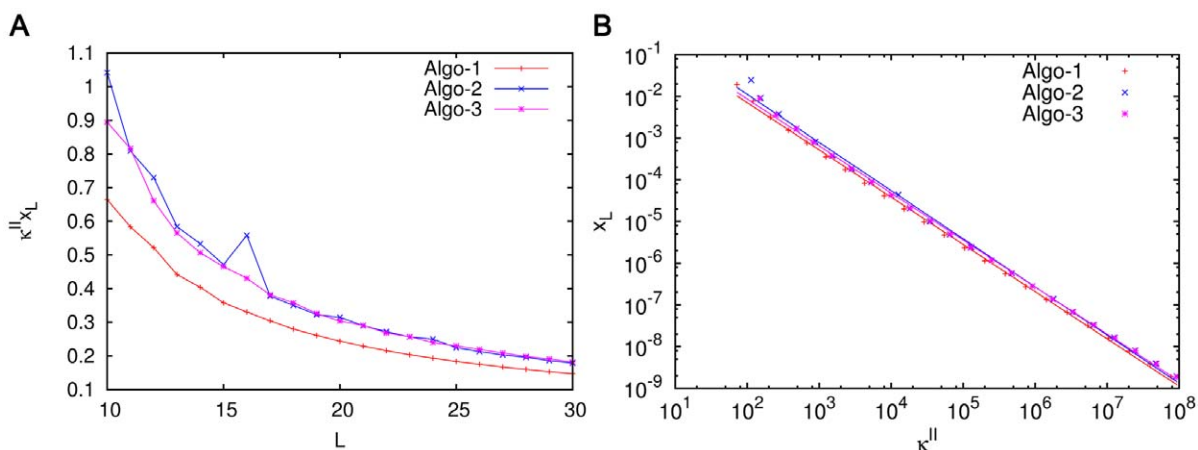 A
κ^II x_L
1.1
1
0.9
0.8
0.7
0.6
0.5
0.4
0.3
0.2
0.1
10 15 20 25 30
L
Algo-1
Algo-2
Algo-3
B
x_L
10^-1
10^-2
10^-3
10^-4
10^-5
10^-6
10^-7
10^-8
10^-9
10^1 10^2 10^3 10^4 10^5 10^6 10^7 10^8
κ^II
Algo-1
Algo-2
Algo-3